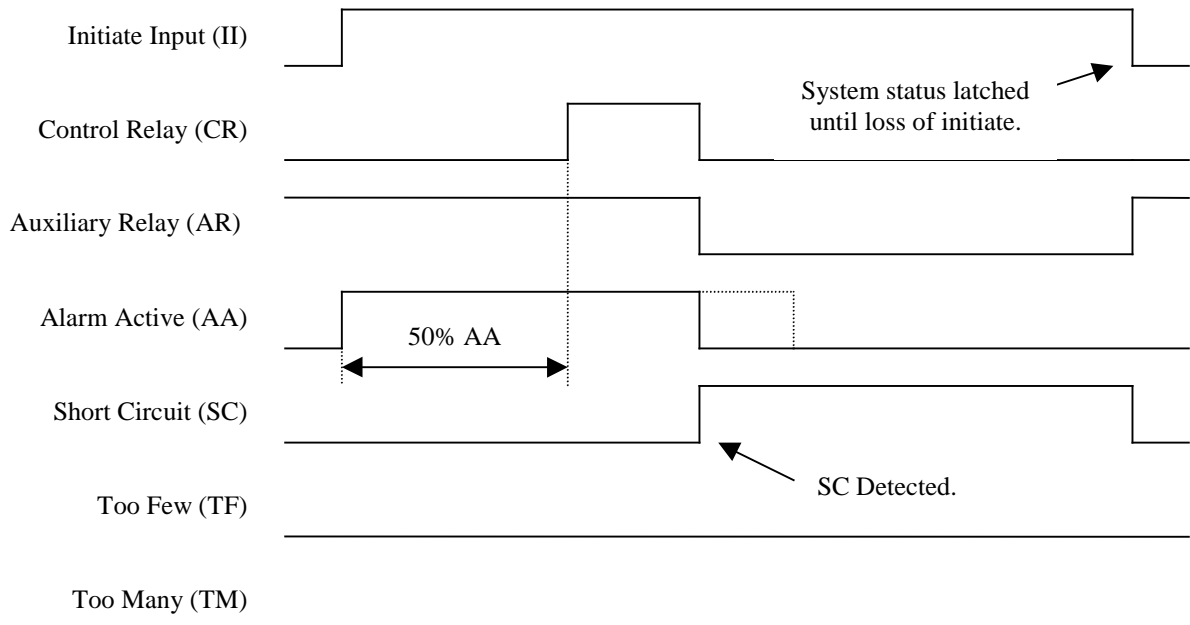 Initiate Input (II)
System status latched
until loss of initiate.
Control Relay (CR)
Auxiliary Relay (AR)
Alarm Active (AA)
50% AA
Short Circuit (SC)
SC Detected.
Too Few (TF)
Too Many (TM)